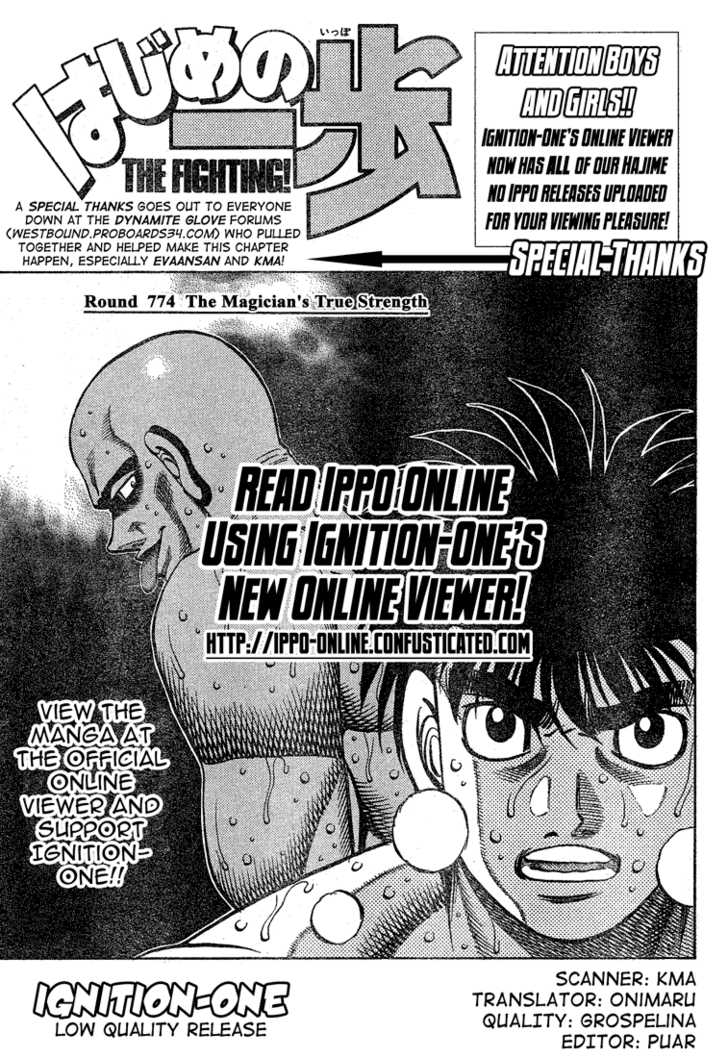 いっぽ
はじめの一歩
THE FIGHTING!
A SPECIAL THANKS GOES OUT TO EVERYONE
DOWN AT THE DYNAMITE GLOVE FORUMS
(WESTBOUND.PROBOARDS34.COM) WHO PULLED
TOGETHER AND HELPED MAKE THIS CHAPTER
HAPPEN, ESPECIALLY EVAANSAN AND KMA!
ATTENTION BOYS
AND GIRLS!!
IGNITION-ONE'S ONLINE VIEWER
NOW HAS ALL OF OUR HAJIME
NO IPPO RELEASES UPLOADED
FOR YOUR VIEWING PLEASURE!
SPECIAL-THANKS
Round 774 The Magician's True Strength
READ IPPO ONLINE
USING IGNITION-ONE'S
NEW ONLINE VIEWER!
HTTP://IPPO-ONLINE.CONFUSTICATED.COM
VIEW THE
MANGA AT
THE OFFICIAL
ONLINE
VIEWER AND
SUPPORT
IGNITION-
ONE!!
IGNITION-ONE
LOW QUALITY RELEASE
SCANNER: KMA
TRANSLATOR: ONIMARU
QUALITY: GROSPELINA
EDITOR: PUAR